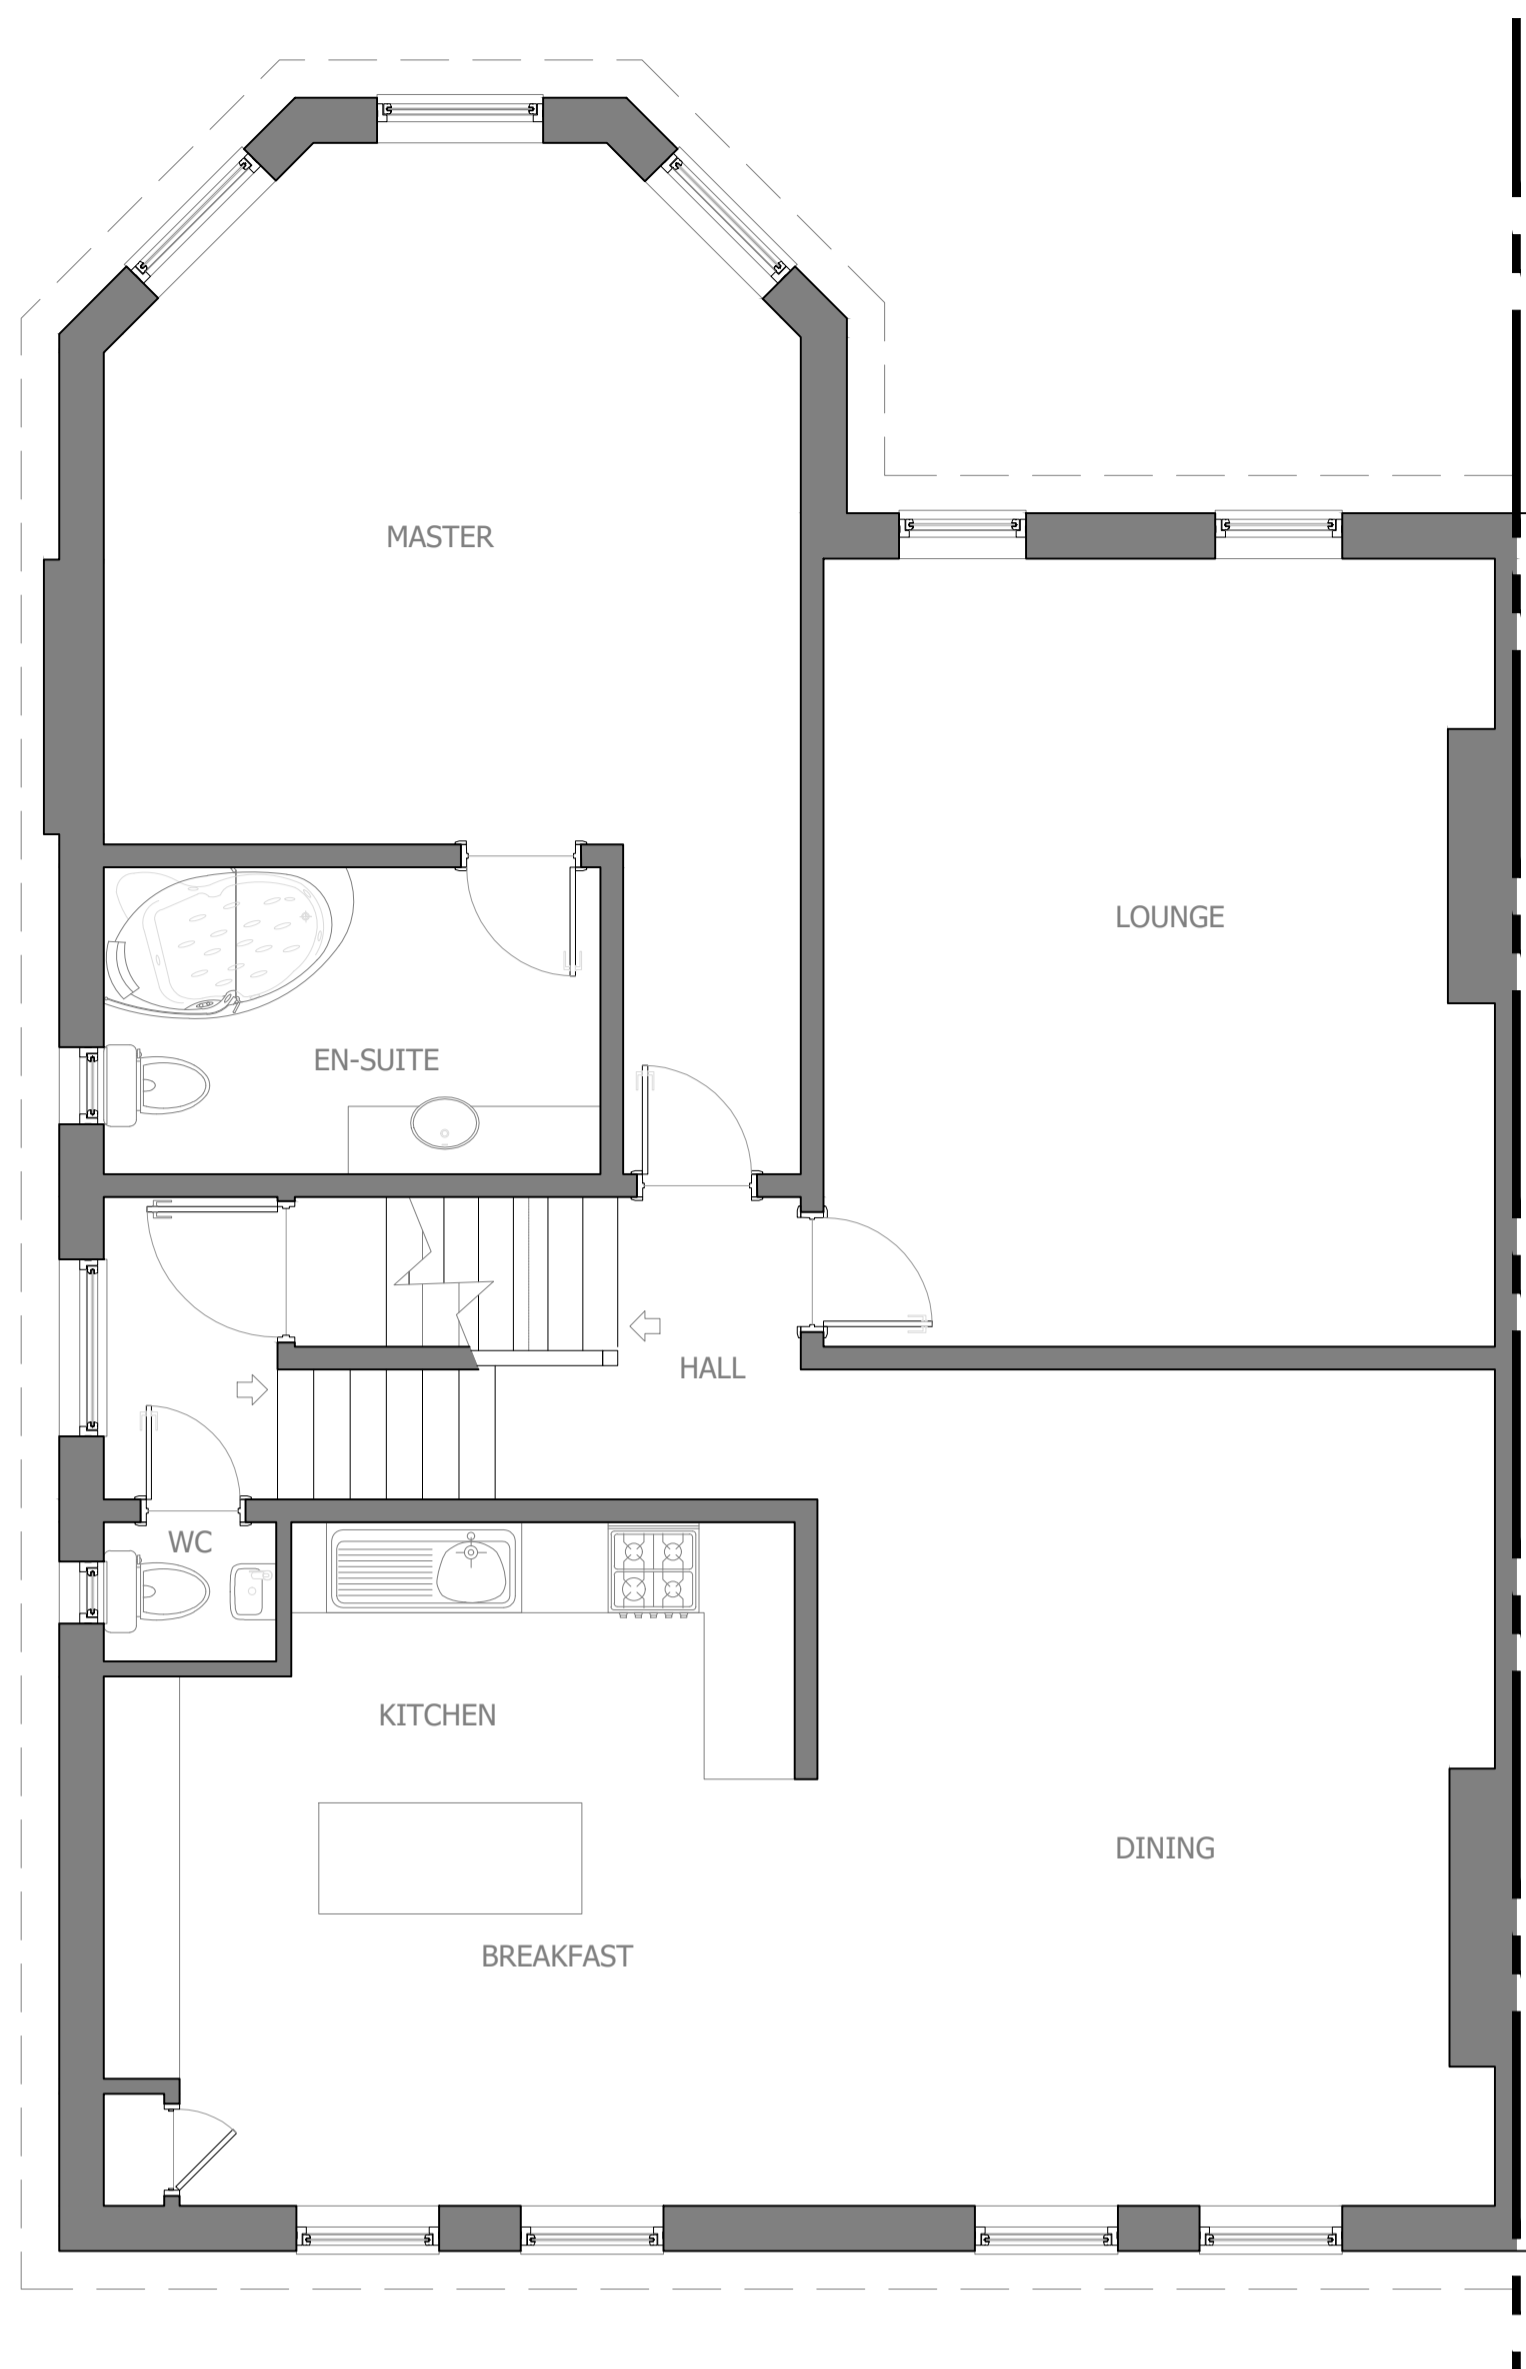 MASTER
LOUNGE
EN-SUITE
HALL
WC
KITCHEN
DINING
BREAKFAST